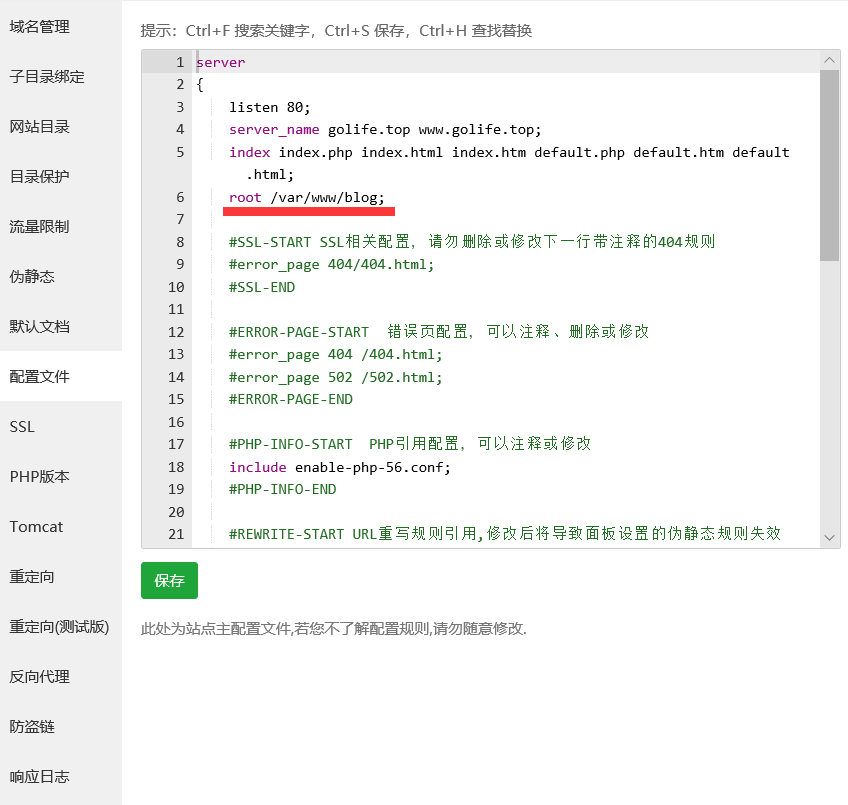 域名管理
子目录绑定
网站目录
目录保护
流量限制
伪静态
默认文档
配置文件
SSL
PHP版本
Tomcat
重定向
重定向(测试版)
反向代理
防盗链
响应日志
提示：Ctrl+F 搜索关键字，Ctrl+S 保存，Ctrl+H 查找替换
1 server
2 {
3 listen 80;
4 server_name golife.top www.golife.top;
5 index index.php index.html index.htm default.php default.htm default
.html;
6 root /var/www/blog;
7
8 #SSL-START SSL相关配置，请勿删除或修改下一行带注释的404规则
9 #error_page 404/404.html;
10 #SSL-END
11
12 #ERROR-PAGE-START  错误页配置，可以注释、删除或修改
13 #error_page 404 /404.html;
14 #error_page 502 /502.html;
15 #ERROR-PAGE-END
16
17 #PHP-INFO-START  PHP引用配置，可以注释或修改
18 include enable-php-56.conf;
19 #PHP-INFO-END
20
21 #REWRITE-START URL重写规则引用,修改后将导致面板设置的伪静态规则失效
保存
此处为站点主配置文件,若您不了解配置规则,请勿随意修改.